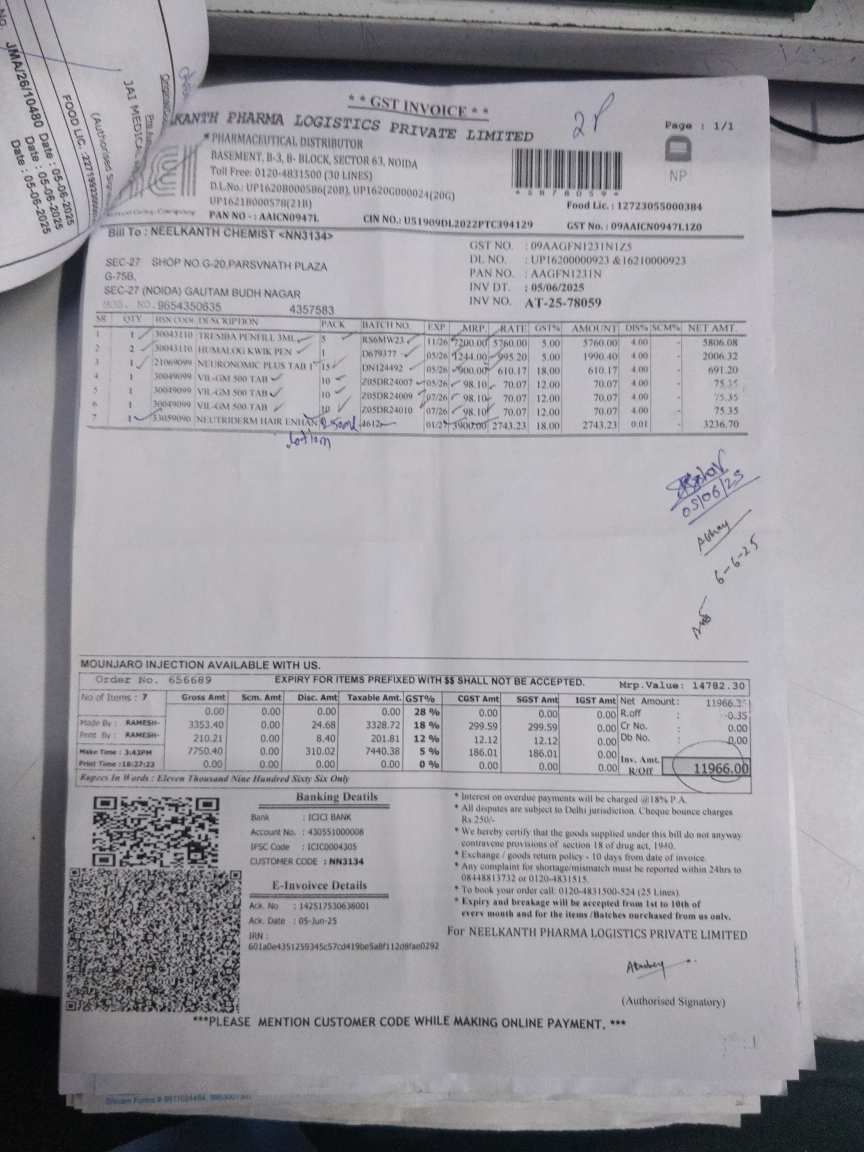 No. JMA/26/10480 Date : 05-06-2025
Date : 05-06-2025
Date : 05-06-2025
FOOD LIC. :
JAI MEDIC
(Authorised
** GST INVOICE **
KANTH PHARMA LOGISTICS PRIVATE LIMITED
2P
Page : 1/1
*PHARMACEUTICAL DISTRIBUTOR
BASEMENT, B-3, B- BLOCK, SECTOR 63, NOIDA
Toll Free: 0120-4831500 (30 LINES)
D.L.No.: UP1620B000586(20B), UP1620G000024(20G)
UP1621B000578(21B)
PAN NO - : AAICN0947L
CIN NO.: U51909DL2022PTC394129
*AB78059*
NP
Food Lic. : 12723055000384
GST No. : 09AAICN0947L1Z0
Bill To : NEELKANTH CHEMIST <NN3134>
SEC-27 SHOP NO.G-20,PARSVNATH PLAZA
G-75B,
SEC-27 (NOIDA) GAUTAM BUDH NAGAR
MOB. NO.9654350635 4357583
GST NO. : 09AAGFN1231N1Z5
DL NO. : UP16200000923 &16210000923
PAN NO. : AAGFN1231N
INV DT. : 05/06/2025
INV NO. AT-25-78059
SR QTY HSN CODE DESCRIPTION PACK BATCH NO. EXP. MRP. RATE GST% AMOUNT DIS% SCM% NET AMT.
1 1 30043110 TRESIBA PENFILL 3ML 5 RS6MW23 11/26 7200.00 5760.00 5.00 5760.00 4.00 - 5806.08
2 2 30043110 HUMALOG KWIK PEN 1 D679377 05/26 1244.00 995.20 5.00 1990.40 4.00 - 2006.32
3 1 21069099 NEURONOMIC PLUS TAB 1 15 DN124492 05/26 900.00 610.17 18.00 610.17 4.00 - 691.20
4 1 30049099 VIL-GM 500 TAB 10 Z05DR24007 05/26 98.10 70.07 12.00 70.07 4.00 - 75.35
5 1 30049099 VIL-GM 500 TAB 10 Z05DR24009 07/26 98.10 70.07 12.00 70.07 4.00 - 75.35
6 1 30049099 VIL-GM 500 TAB 10 Z05DR24010 07/26 98.10 70.07 12.00 70.07 4.00 - 75.35
7 1 33059090 NEUTRIDERM HAIR ENHAN 4612 01/27 3900.00 2743.23 18.00 2743.23 0.01 - 3236.70
lotion
05/06/25
Abhay
6-6-25
MOUNJARO INJECTION AVAILABLE WITH US.
Order No. 656689 EXPIRY FOR ITEMS PREFIXED WITH $$ SHALL NOT BE ACCEPTED. Mrp.Value: 14782.30
No of Items : 7 Gross Amt Scm. Amt Disc. Amt Taxable Amt. GST% CGST Amt SGST Amt IGST Amt Net Amount: 11966.35
0.00 0.00 0.00 0.00 28 % 0.00 0.00 0.00 R.off : -0.35
Made By : RAMESH- 3353.40 0.00 24.68 3328.72 18 % 299.59 299.59 0.00 Cr No. : 0.00
Print By : RAMESH- 210.21 0.00 8.40 201.81 12 % 12.12 12.12 0.00 Db No. : 0.00
Make Time : 3:43PM 7750.40 0.00 310.02 7440.38 5 % 186.01 186.01 0.00 Inv. Amt.
Print Time :18:27:23 0.00 0.00 0.00 0.00 0 % 0.00 0.00 0.00 R/Off 11966.00
Rupees In Words : Eleven Thousand Nine Hundred Sixty Six Only
Banking Deatils
Bank : ICICI BANK
Account No. : 430551000008
IFSC Code : ICIC0004305
CUSTOMER CODE : NN3134
E-Invoivce Details
Ack. No : 142517530638001
Ack. Date : 05-Jun-25
IRN :
601a0e4351259345c57cd419be5a8f112d8fae0292
* Interest on overdue payments will be charged @18% P.A.
* All disputes are subject to Delhi jurisdiction. Cheque bounce charges
Rs.250/-
* We hereby certify that the goods supplied under this bill do not anyway
contravene provisions of section 18 of drug act, 1940.
* Exchange / goods return policy - 10 days from date of invoice.
* Any complaint for shortage/mismatch must be reported within 24hrs to
08448813732 or 0120-4831515.
* To book your order call: 0120-4831500-524 (25 Lines).
* Expiry and breakage will be accepted from 1st to 10th of
every month and for the items /Batches ourchased from us only.
For NEELKANTH PHARMA LOGISTICS PRIVATE LIMITED
(Authorised Signatory)
***PLEASE MENTION CUSTOMER CODE WHILE MAKING ONLINE PAYMENT. ***